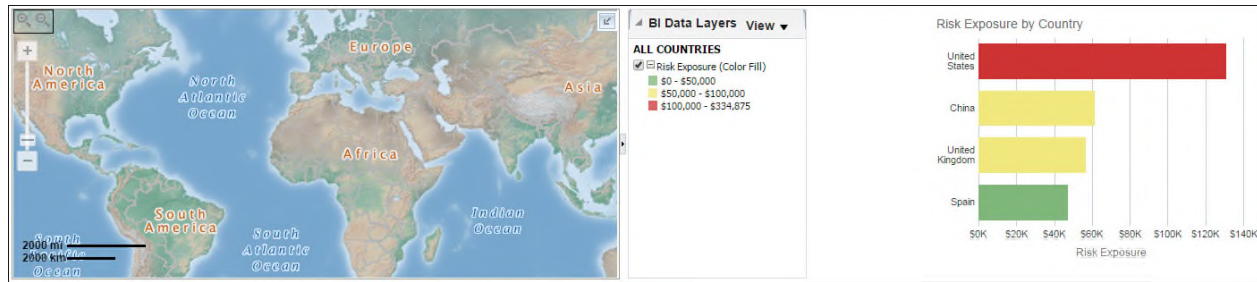 Europe
North
America
North
Atlantic
Ocean
Asia
Africa
South
America
Indian
Ocean
South
Atlantic
Ocean
South
Ocean
2000 mi
2000 km
BI Data Layers View
ALL COUNTRIES
Risk Exposure (Color Fill)
$0 - $50,000
$50,000 - $100,000
$100,000 - $334,875
Risk Exposure by Country
United
States
China
United
Kingdom
Spain
$0K $20K $40K $60K $80K $100K $120K $140K
Risk Exposure